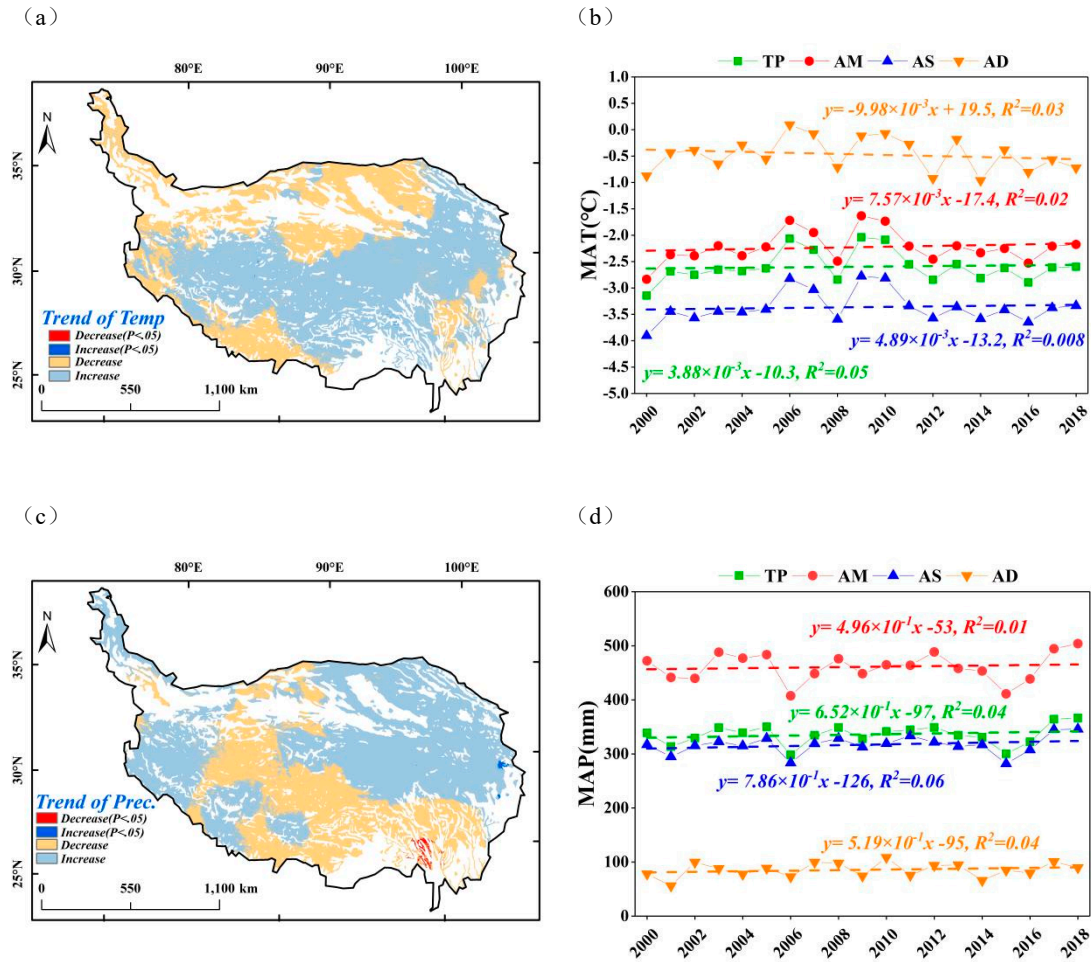 （a）
80°E 90°E 100°E
N
35°N
30°N
25°N
Trend of Temp
Decrease(P<.05)
Increase(P<.05)
Decrease
Increase
0 550 1,100 km
（b）
TP AM AS AD
1.0
0.5
0.0
-0.5
-1.0
-1.5
-2.0
-2.5
-3.0
-3.5
-4.0
-4.5
-5.0
MAT(℃)
y= -9.98×10⁻³x + 19.5, R²=0.03
y= 7.57×10⁻³x -17.4, R²=0.02
y= 4.89×10⁻³x -13.2, R²=0.008
y= 3.88×10⁻³x -10.3, R²=0.05
2000 2002 2004 2006 2008 2010 2012 2014 2016 2018
（c）
80°E 90°E 100°E
N
35°N
30°N
25°N
Trend of Prec.
Decrease(P<.05)
Increase(P<.05)
Decrease
Increase
0 550 1,100 km
（d）
TP AM AS AD
600
500
400
300
200
100
0
MAP(mm)
y= 4.96×10⁻¹x -53, R²=0.01
y= 6.52×10⁻¹x -97, R²=0.04
y= 7.86×10⁻¹x -126, R²=0.06
y= 5.19×10⁻¹x -95, R²=0.04
2000 2002 2004 2006 2008 2010 2012 2014 2016 2018